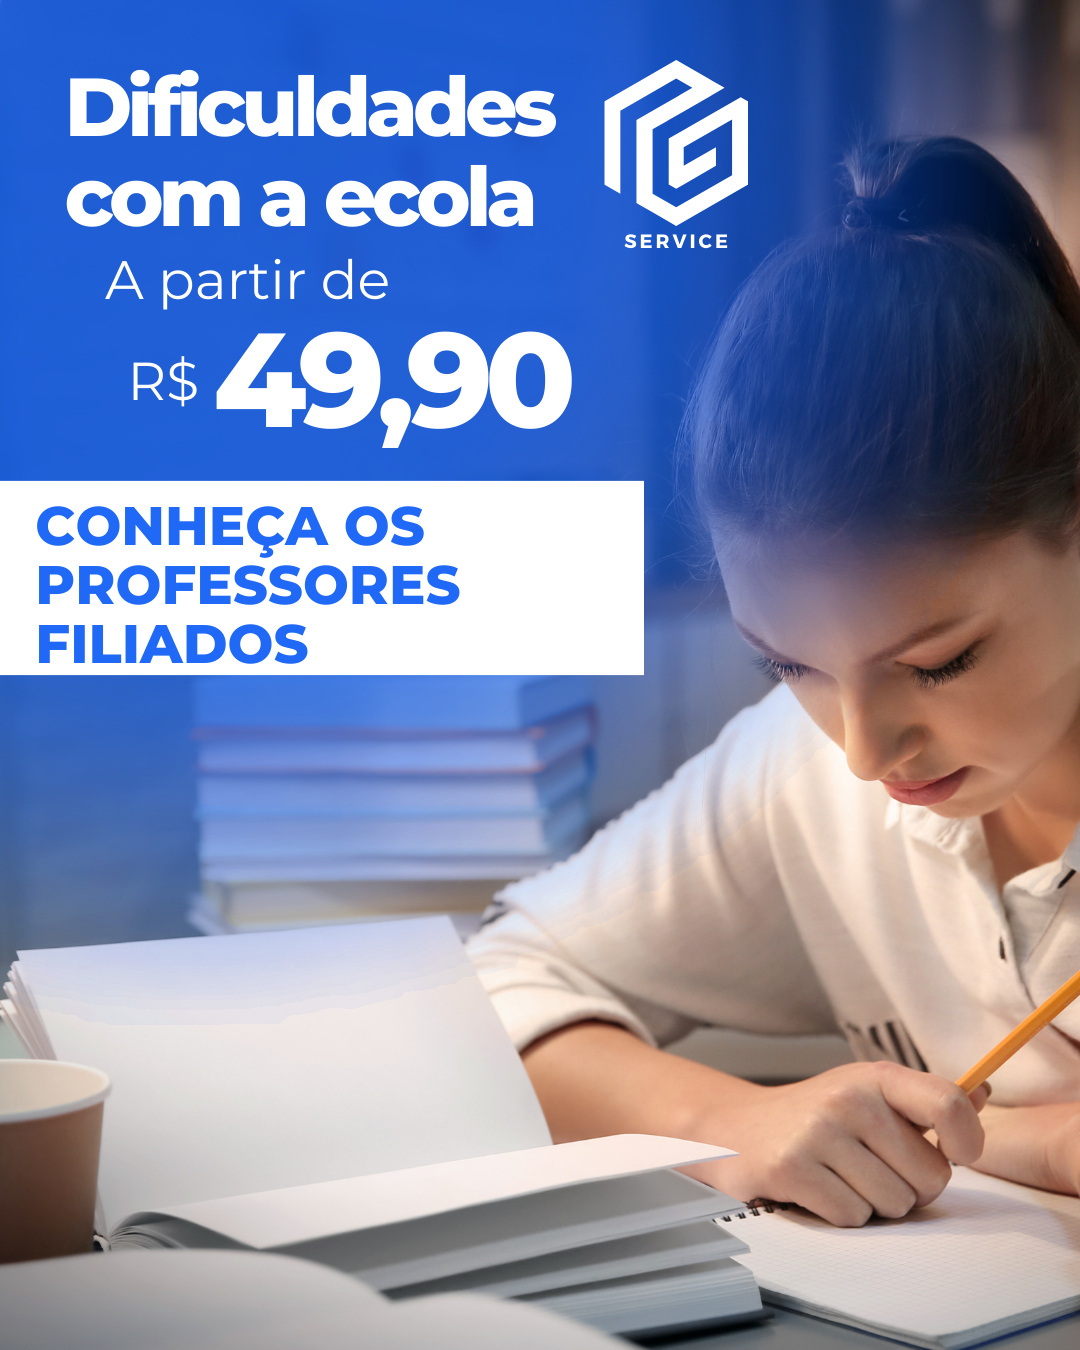 Dificuldades
com a ecola
SERVICE
A partir de
R$ 49,90
CONHEÇA OS
PROFESSORES
FILIADOS